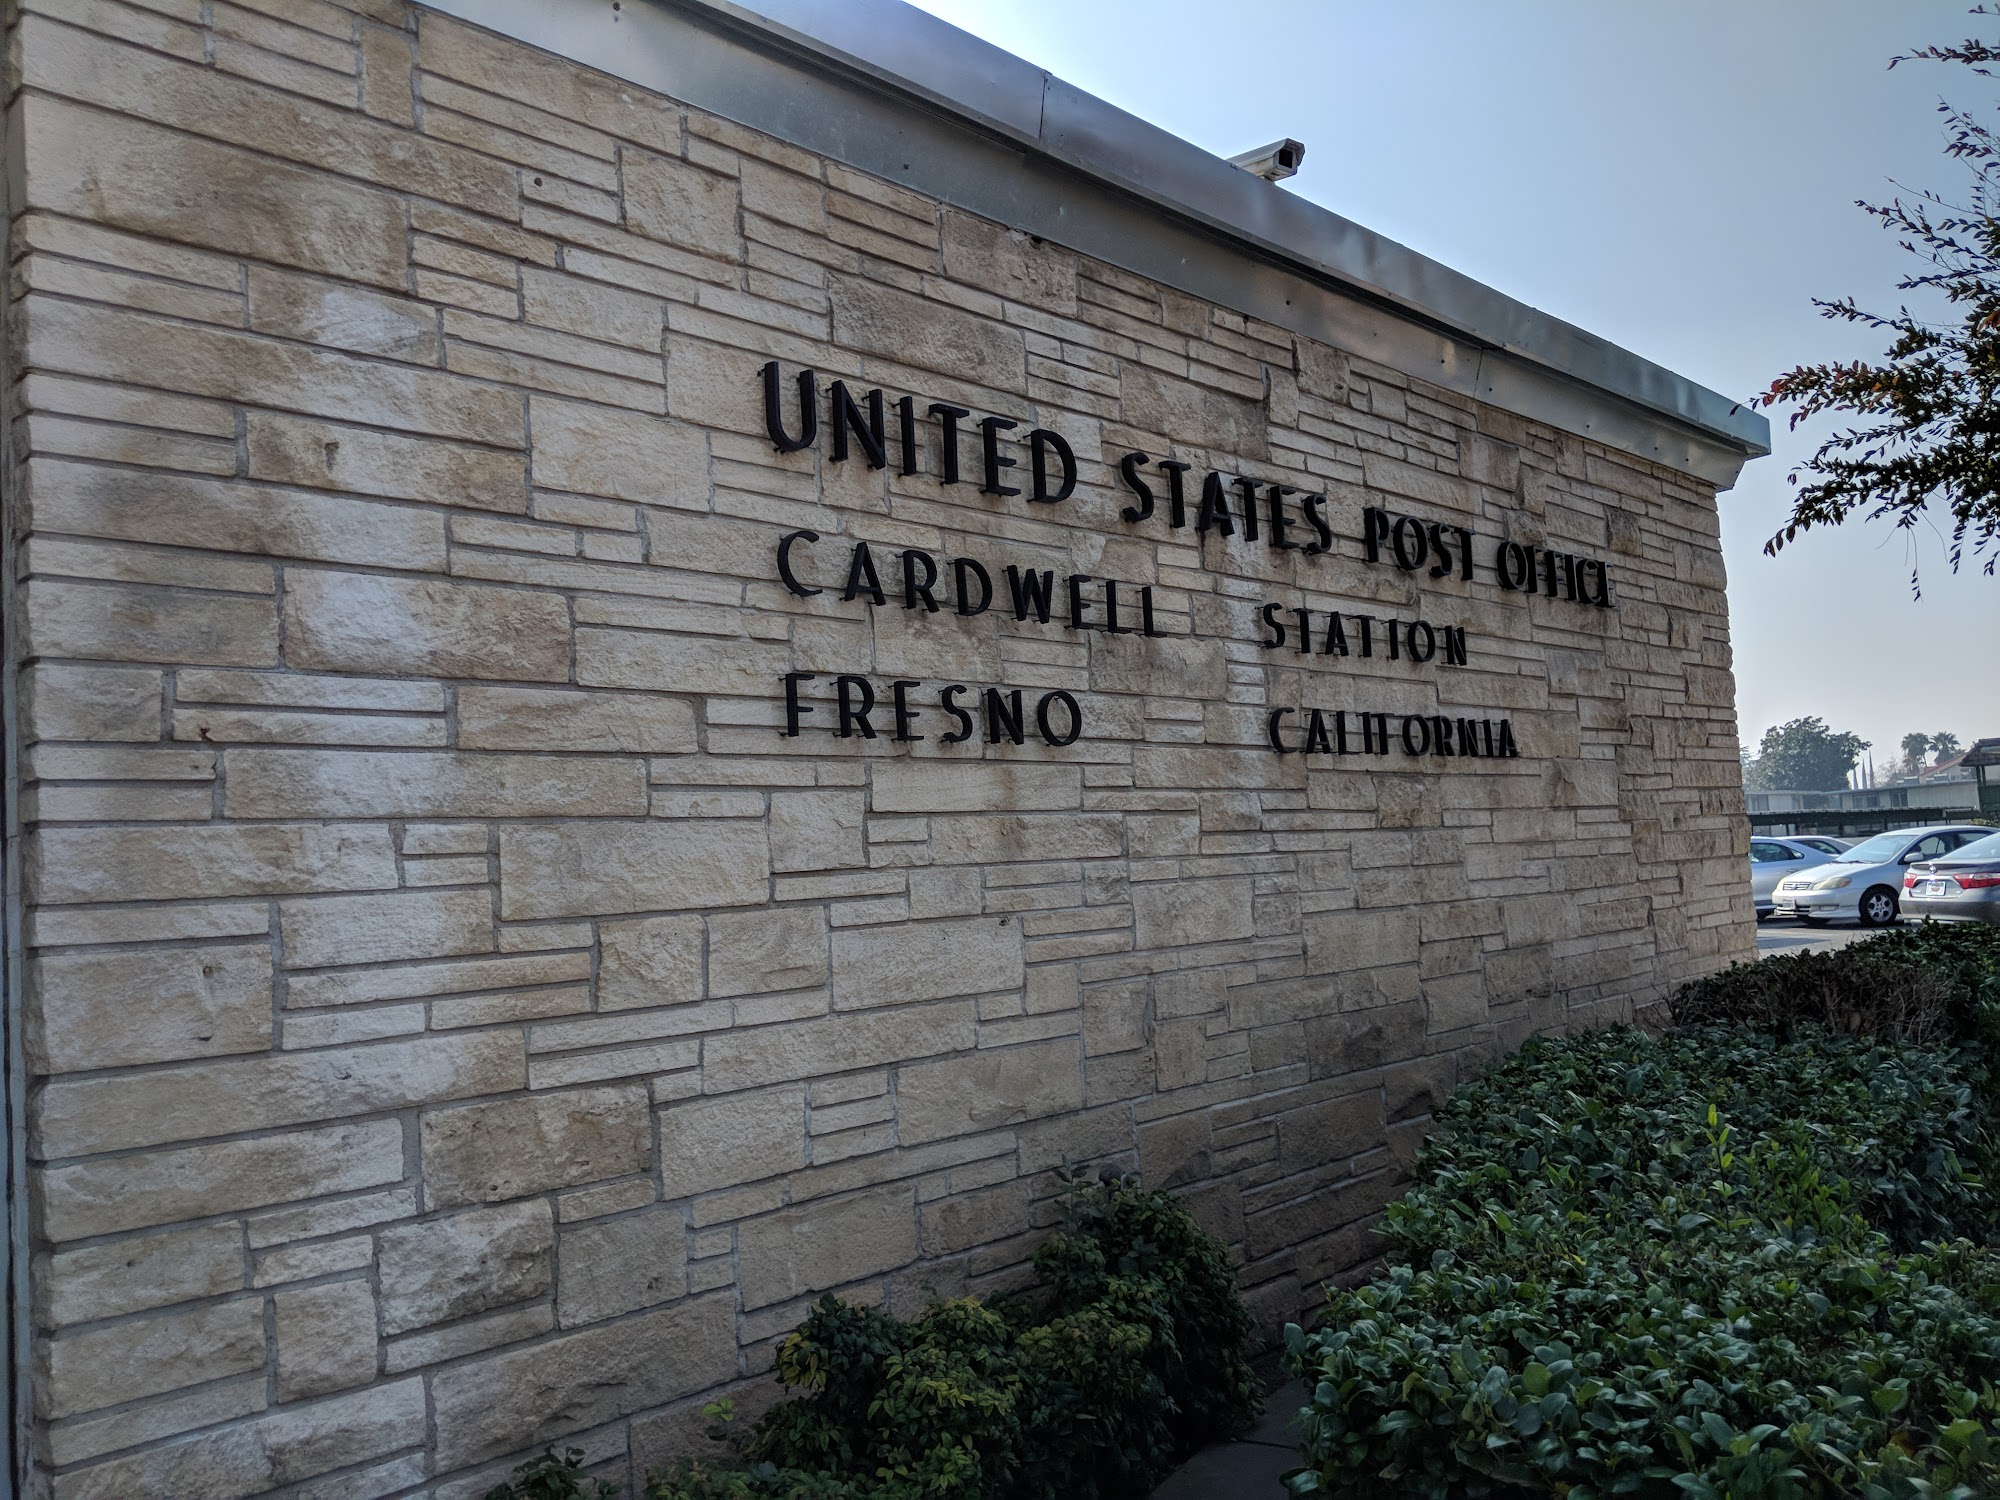 UNITED STATES POST OFFICE
CARDWELL STATION
FRESNO CALIFORNIA